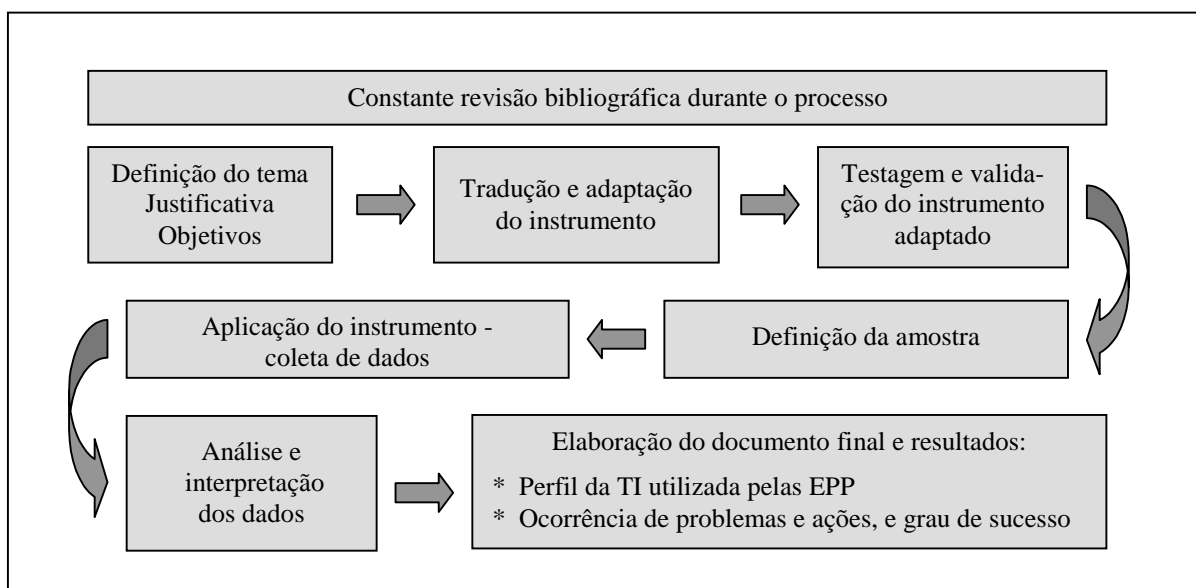 Constante revisão bibliográfica durante o processo
Definição do tema
Justificativa
Objetivos
Tradução e adaptação
do instrumento
Testagem e valida-
ção do instrumento
adaptado
Definição da amostra
Aplicação do instrumento -
coleta de dados
Análise e
interpretação
dos dados
Elaboração do documento final e resultados:
* Perfil da TI utilizada pelas EPP
* Ocorrência de problemas e ações, e grau de sucesso